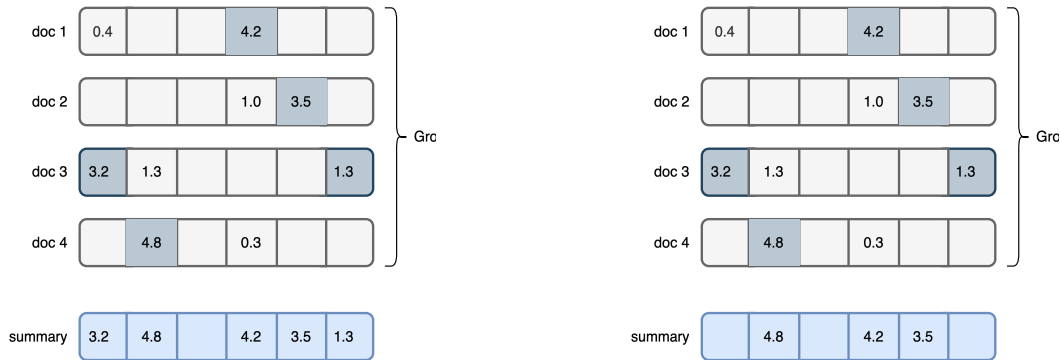 doc 1 0.4 4.2
doc 2 1.0 3.5
Gro
doc 3 3.2 1.3 1.3
doc 4 4.8 0.3
summary 3.2 4.8 4.2 3.5 1.3
doc 1 0.4 4.2
doc 2 1.0 3.5
Gro
doc 3 3.2 1.3 1.3
doc 4 4.8 0.3
summary 4.8 4.2 3.5